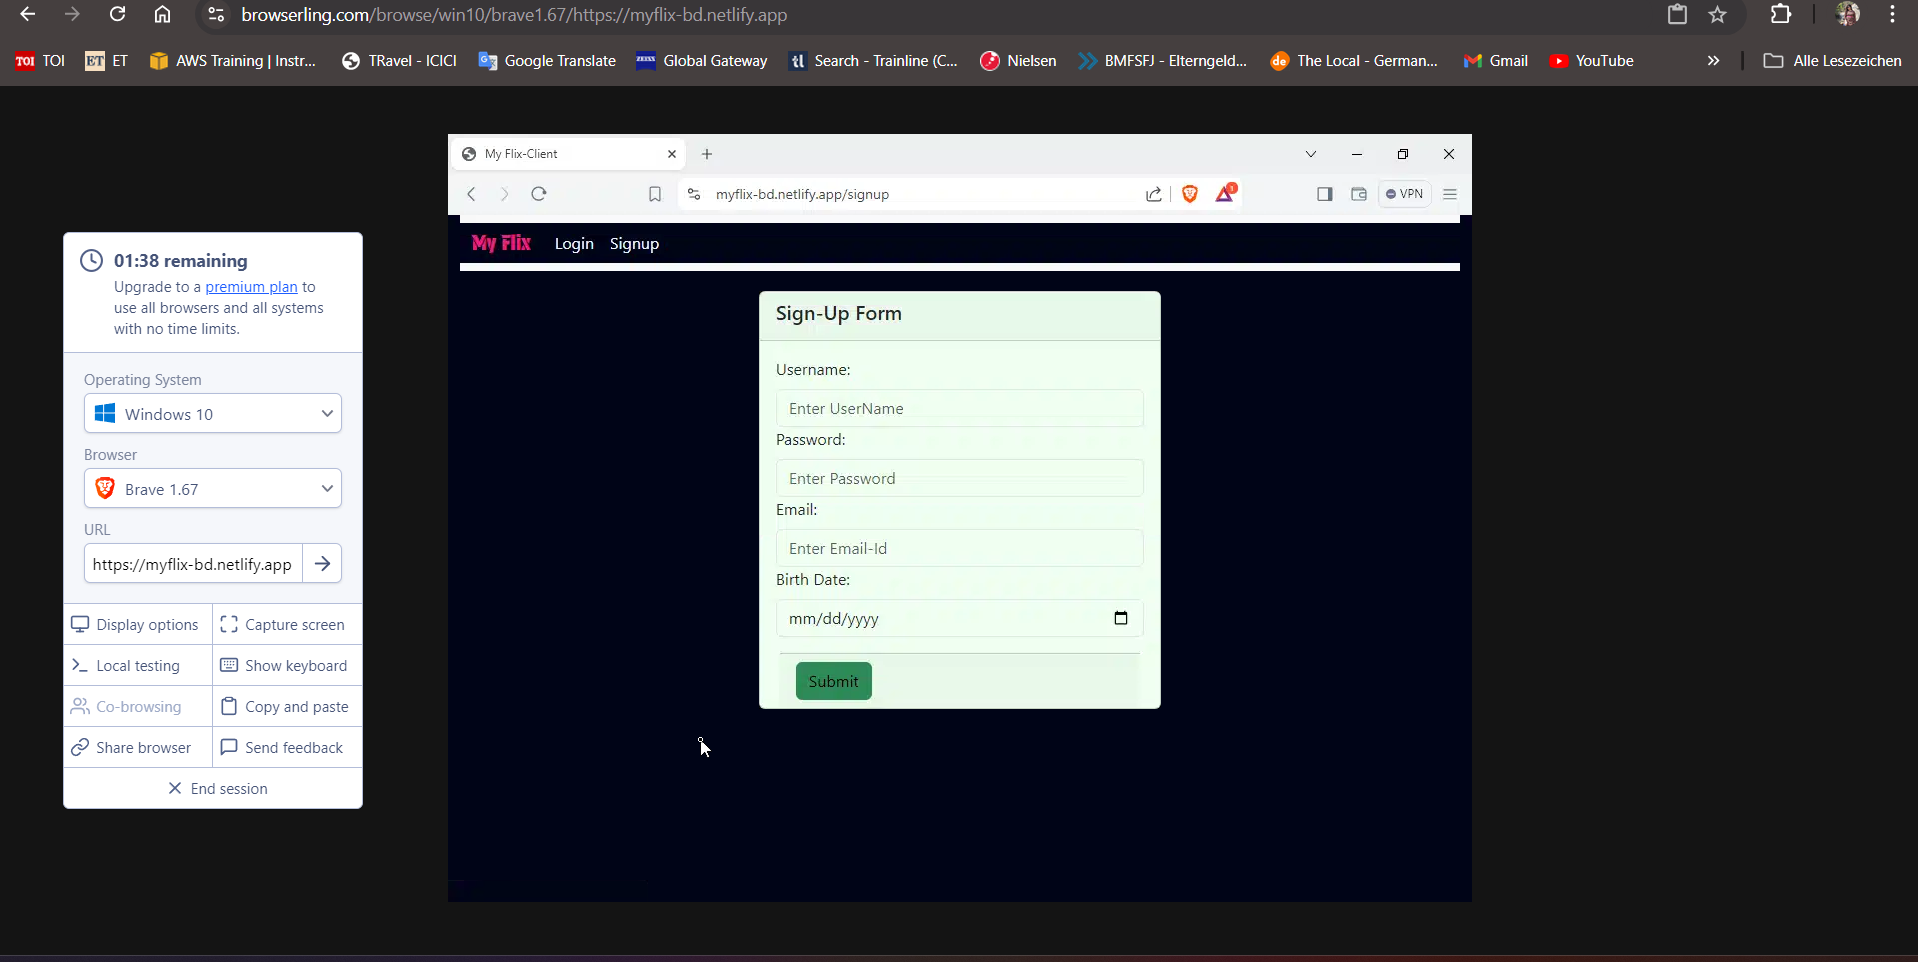 browserling.com/browse/win10/brave1.67/https://myflix-bd.netlify.app
TOI TOI ET ET AWS Training | Instr... TRavel - ICICI Google Translate ZEISS Global Gateway tl Search - Trainline (C... Nielsen BMFSFJ - Elterngeld... de The Local - German... Gmail YouTube » Alle Lesezeichen
My Flix-Client
myflix-bd.netlify.app/signup
1
VPN
My Flix Login Signup
01:38 remaining
Upgrade to a premium plan to
use all browsers and all systems
with no time limits.
Operating System
Windows 10
Browser
Brave 1.67
URL
https://myflix-bd.netlify.app
Display options
Capture screen
Local testing
Show keyboard
Co-browsing
Copy and paste
Share browser
Send feedback
End session
Sign-Up Form
Username:
Enter UserName
Password:
Enter Password
Email:
Enter Email-Id
Birth Date:
mm/dd/yyyy
Submit